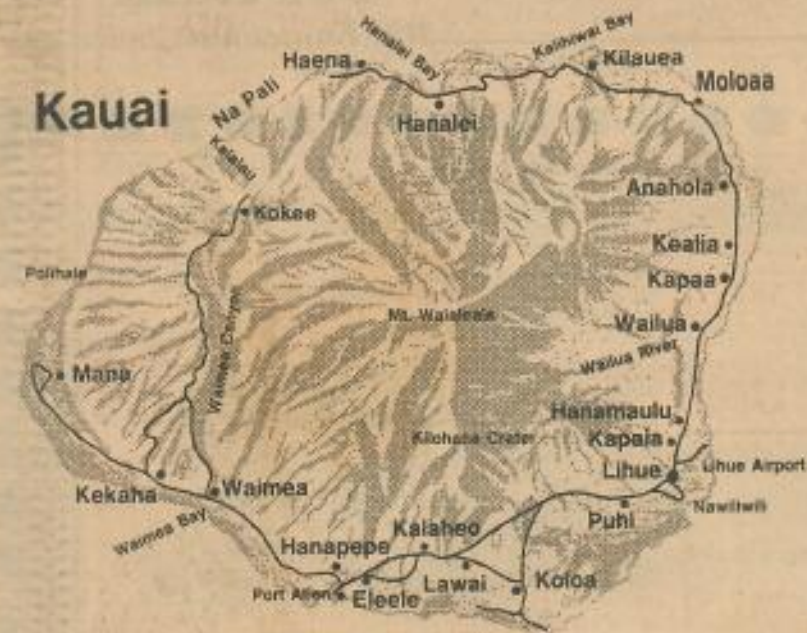 Kauai
Haena
Hanalei Bay
Kalihiwai Bay
Kilauea
Moloaa
Na Pali
Hanalei
Kalalau
Anahola
Kokee
Kealia
Polihale
Kapaa
Mt. Waialeale
Wailua
Wailua River
Mana
Waimea Canyon
Hanamaulu
Kilohana Crater
Kapaia
Lihue
Lihue Airport
Kekaha
Waimea
Nawiliwili
Puhi
Waimea Bay
Kalaheo
Hanapepe
Port Allen
Eleele
Lawai
Koloa